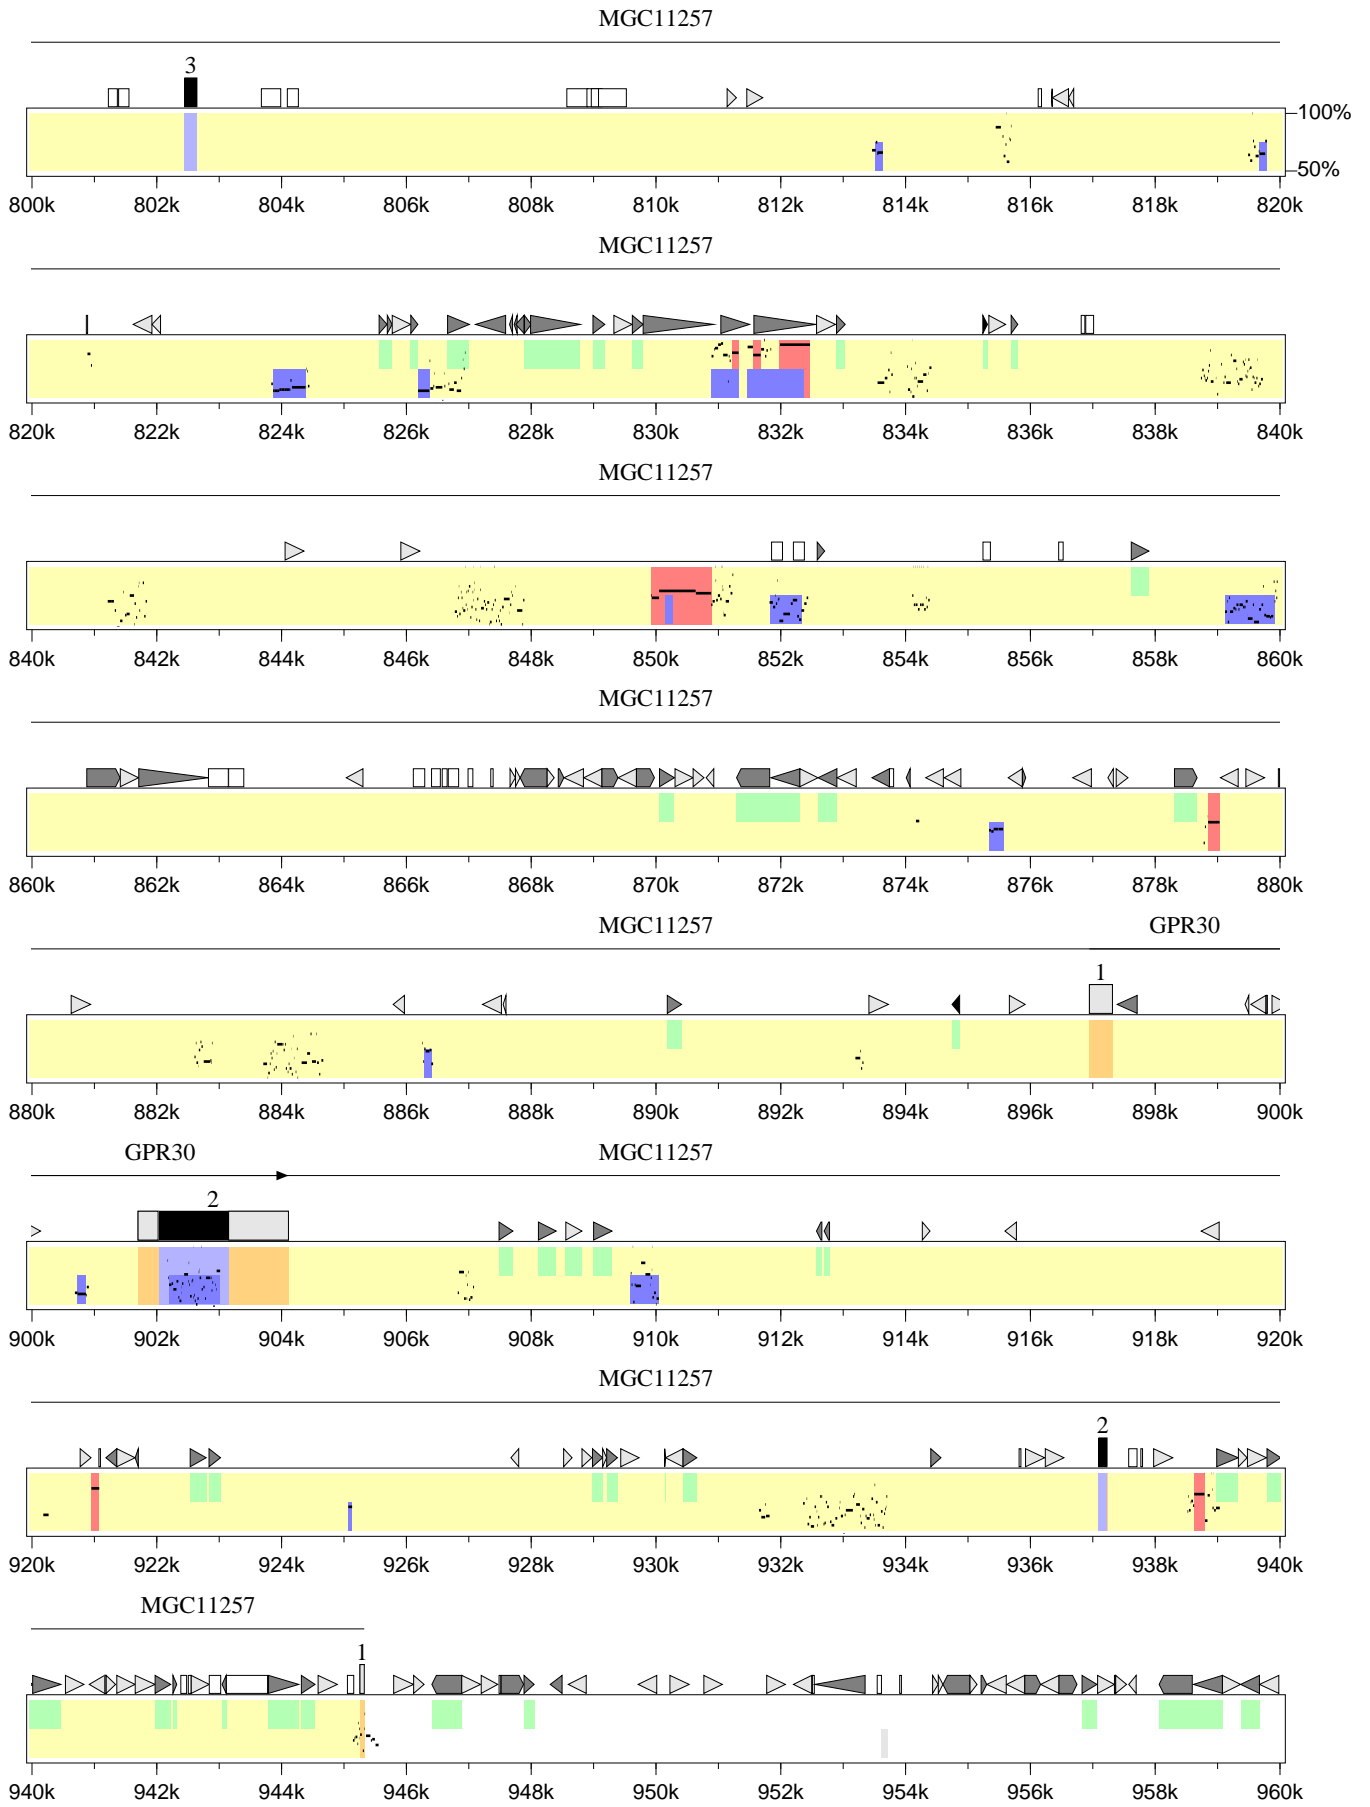 MGC11257
3
100%
50%
800k 802k 804k 806k 808k 810k 812k 814k 816k 818k 820k
MGC11257
820k 822k 824k 826k 828k 830k 832k 834k 836k 838k 840k
MGC11257
840k 842k 844k 846k 848k 850k 852k 854k 856k 858k 860k
MGC11257
860k 862k 864k 866k 868k 870k 872k 874k 876k 878k 880k
MGC11257 GPR30
1
880k 882k 884k 886k 888k 890k 892k 894k 896k 898k 900k
GPR30 MGC11257
2
900k 902k 904k 906k 908k 910k 912k 914k 916k 918k 920k
MGC11257
2
920k 922k 924k 926k 928k 930k 932k 934k 936k 938k 940k
MGC11257
1
940k 942k 944k 946k 948k 950k 952k 954k 956k 958k 960k